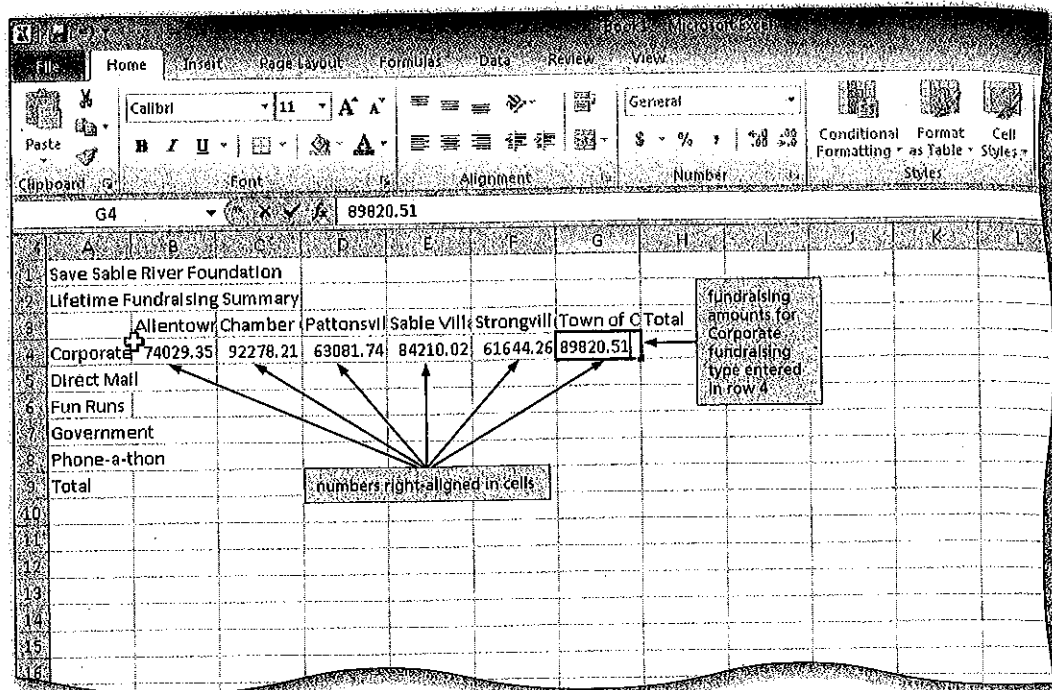 Book1 - Microsoft Excel
File Home Insert Page Layout Formulas Data Review View
Calibri 11 A A General
Paste B I U A $ % , Conditional Formatting Format as Table Cell Styles
Clipboard Font Alignment Number Styles
G4 fx 89820.51
A B C D E F G H I J K L
1 Save Sable River Foundation
2 Lifetime Fundraising Summary
3 Allentown Chamber Pattonsvill Sable Villa Strongvill Town of C Total
4 Corporate 74029.35 92278.21 63081.74 84210.02 61644.26 89820.51
5 Direct Mail
6 Fun Runs
7 Government
8 Phone-a-thon
9 Total
10
11
12
13
14
15
16
fundraising
amounts for
Corporate
fundraising
type entered
in row 4
numbers right-aligned in cells